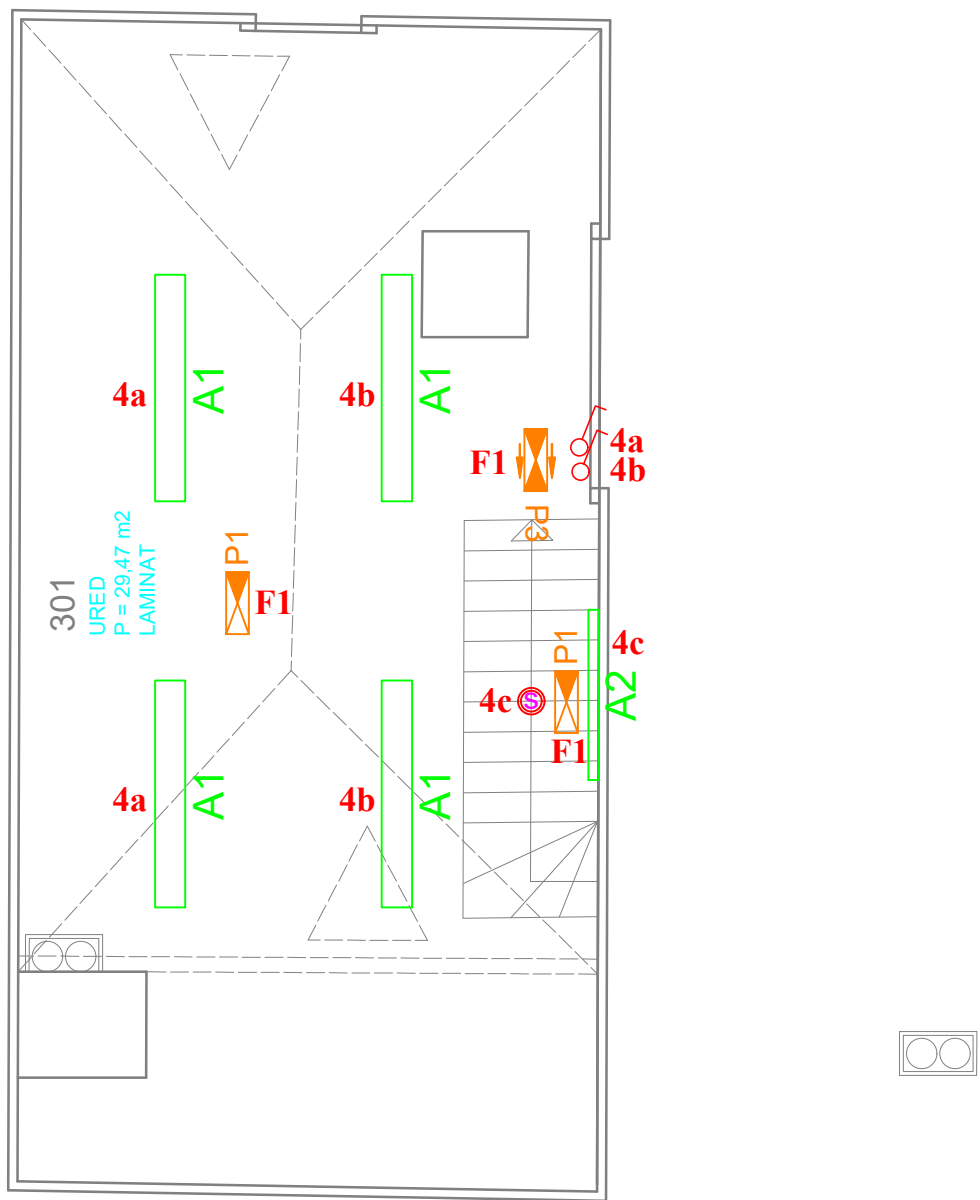 4a
A1
4b
A1
F1
P3
4a
4b
301
URED
P = 29,47 m2
LAMINAT
P1
F1
4c
A2
P1
F1
4c
S
4a
A1
4b
A1